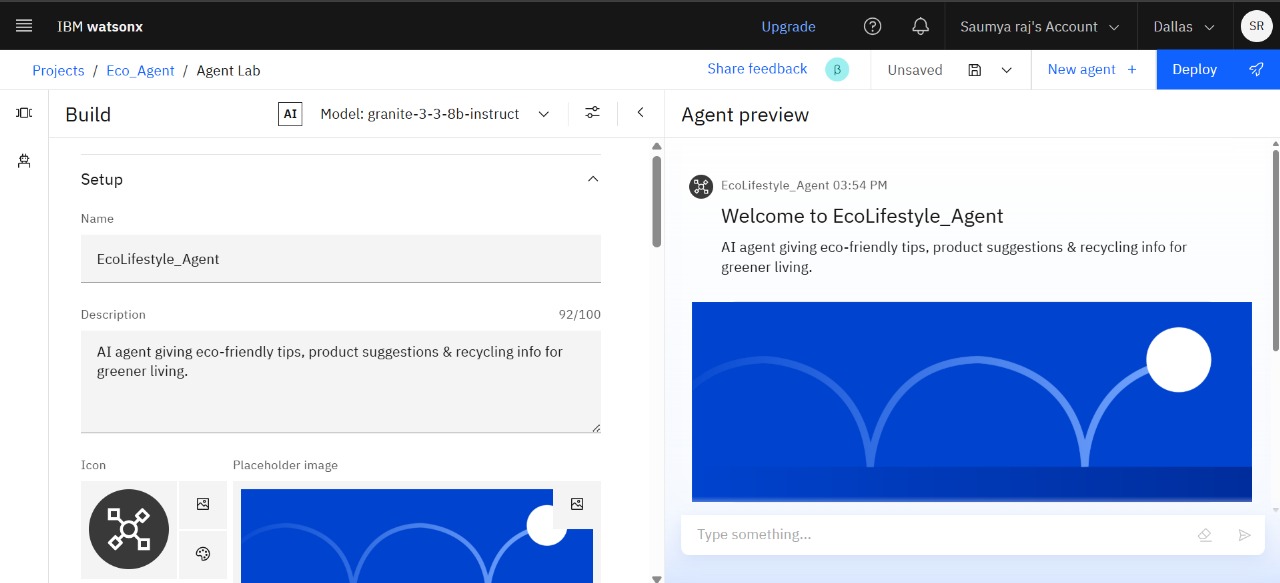 IBM watsonx
Upgrade
Saumya raj's Account
Dallas
SR
Projects / Eco_Agent / Agent Lab
Share feedback
β
Unsaved
New agent +
Deploy
Build
AI
Model: granite-3-3-8b-instruct
Agent preview
Setup
Name
EcoLifestyle_Agent
Description
92/100
AI agent giving eco-friendly tips, product suggestions & recycling info for
greener living.
Icon
Placeholder image
EcoLifestyle_Agent 03:54 PM
Welcome to EcoLifestyle_Agent
AI agent giving eco-friendly tips, product suggestions & recycling info for
greener living.
Type something...